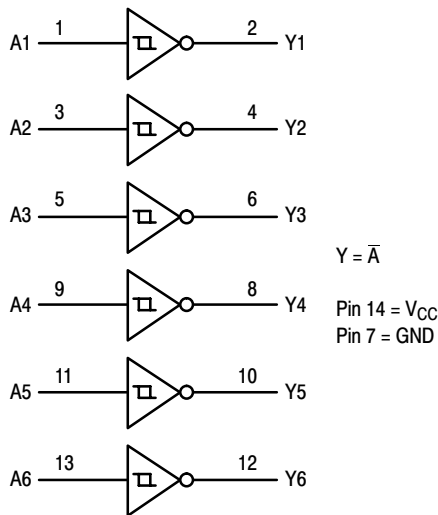 A1 1 2 Y1
A2 3 4 Y2
A3 5 6 Y3
Y = A̅
A4 9 8 Y4
Pin 14 = VCC
Pin 7 = GND
A5 11 10 Y5
A6 13 12 Y6